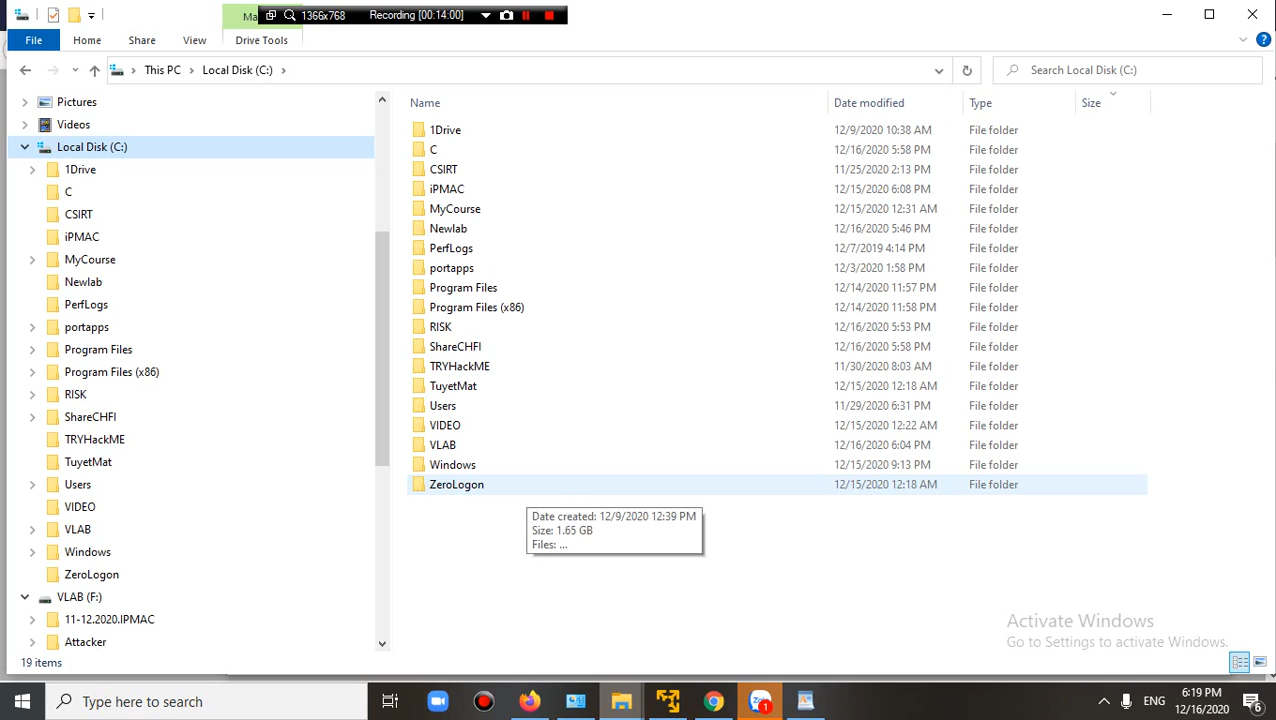 Ma
1366x768
Recording [00:14:00]
File
Home
Share
View
Drive Tools
This PC
Local Disk (C:)
Search Local Disk (C:)
Pictures
Videos
Local Disk (C:)
1Drive
C
CSIRT
iPMAC
MyCourse
Newlab
PerfLogs
portapps
Program Files
Program Files (x86)
RISK
ShareCHFI
TRYHackME
TuyetMat
Users
VIDEO
VLAB
Windows
ZeroLogon
VLAB (F:)
11-12.2020.IPMAC
Attacker
Name Date modified Type Size
1Drive 12/9/2020 10:38 AM File folder
C 12/16/2020 5:58 PM File folder
CSIRT 11/25/2020 2:13 PM File folder
iPMAC 12/15/2020 6:08 PM File folder
MyCourse 12/15/2020 12:31 AM File folder
Newlab 12/16/2020 5:46 PM File folder
PerfLogs 12/7/2019 4:14 PM File folder
portapps 12/3/2020 1:58 PM File folder
Program Files 12/14/2020 11:57 PM File folder
Program Files (x86) 12/14/2020 11:58 PM File folder
RISK 12/16/2020 5:53 PM File folder
ShareCHFI 12/16/2020 5:58 PM File folder
TRYHackME 11/30/2020 8:03 AM File folder
TuyetMat 12/15/2020 12:18 AM File folder
Users 11/29/2020 6:31 PM File folder
VIDEO 12/15/2020 12:22 AM File folder
VLAB 12/16/2020 6:04 PM File folder
Windows 12/15/2020 9:13 PM File folder
ZeroLogon 12/15/2020 12:18 AM File folder
Date created: 12/9/2020 12:39 PM
Size: 1.65 GB
Files: ...
Activate Windows
Go to Settings to activate Windows.
19 items
Type here to search
Zalo
1
ENG
6:19 PM
12/16/2020
6